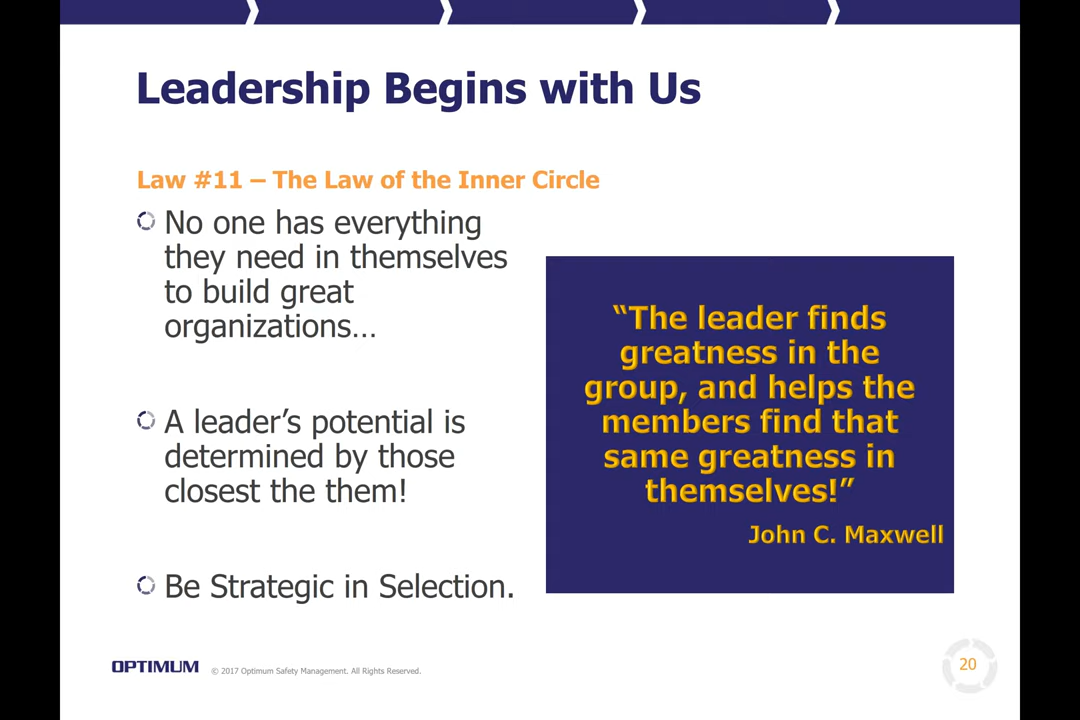 Leadership Begins with Us
Law #11 – The Law of the Inner Circle
No one has everything
they need in themselves
to build great
organizations…
A leader’s potential is
determined by those
closest the them!
Be Strategic in Selection.
“The leader finds
greatness in the
group, and helps the
members find that
same greatness in
themselves!”
John C. Maxwell
OPTIMUM
© 2017 Optimum Safety Management. All Rights Reserved.
20